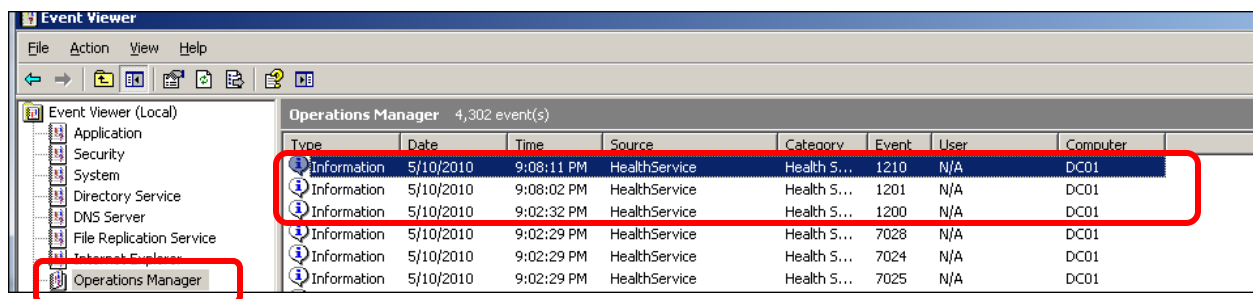 Event Viewer
File Action View Help
Event Viewer (Local)
Application
Security
System
Directory Service
DNS Server
File Replication Service
Internet Explorer
Operations Manager
Operations Manager 4,302 event(s)
Type Date Time Source Category Event User Computer
Information 5/10/2010 9:08:11 PM HealthService Health S... 1210 N/A DC01
Information 5/10/2010 9:08:02 PM HealthService Health S... 1201 N/A DC01
Information 5/10/2010 9:02:32 PM HealthService Health S... 1200 N/A DC01
Information 5/10/2010 9:02:29 PM HealthService Health S... 7028 N/A DC01
Information 5/10/2010 9:02:29 PM HealthService Health S... 7024 N/A DC01
Information 5/10/2010 9:02:29 PM HealthService Health S... 7025 N/A DC01